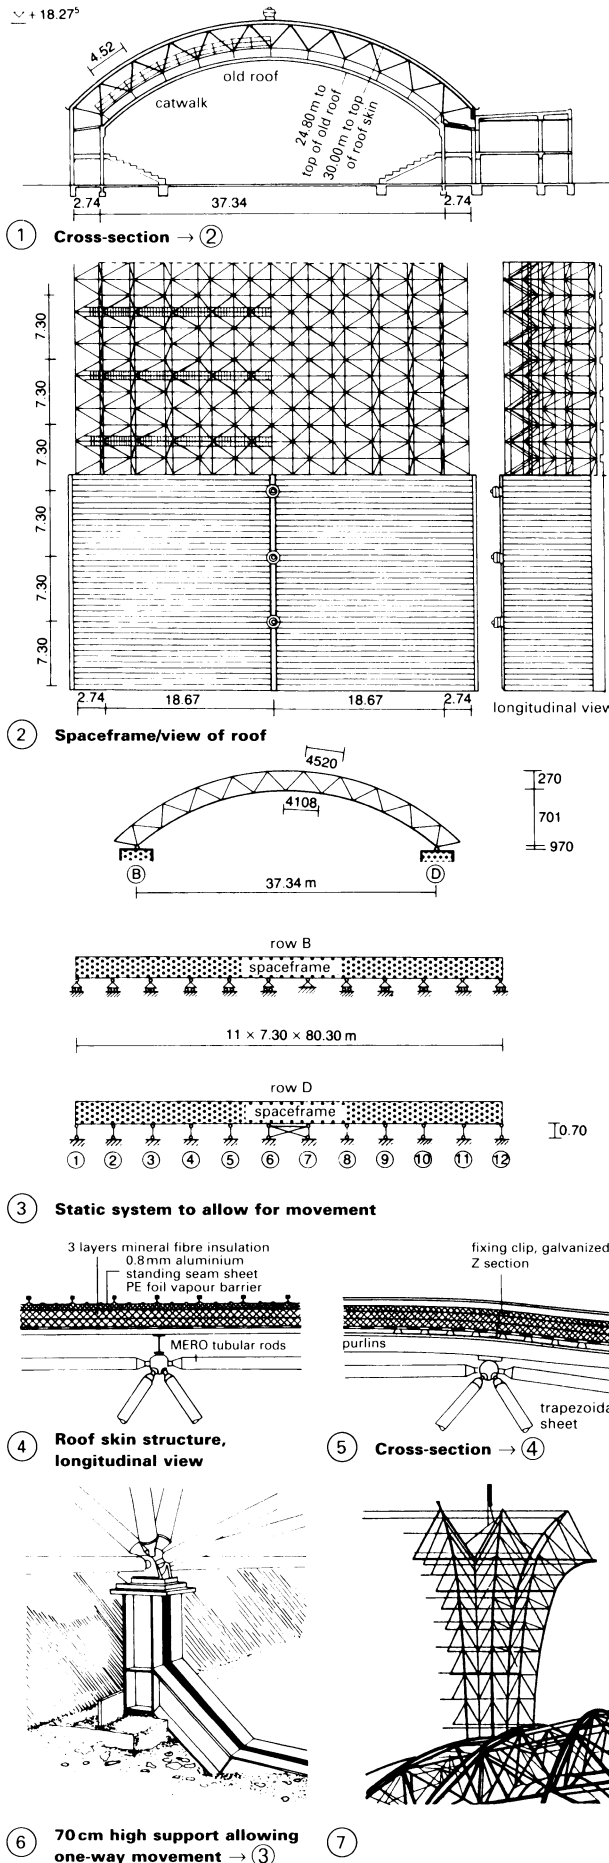 + 18.27⁵
4.52
old roof
catwalk
24.80 m to
top of old roof
30.00 m to top
of roof skin
2.74 37.34 2.74
1 Cross-section → 2
7.30
7.30
7.30
7.30
7.30
7.30
2.74 18.67 18.67 2.74
longitudinal view
2 Spaceframe/view of roof
4520
4108
270
701
970
B D
37.34 m
row B
spaceframe
11 × 7.30 × 80.30 m
row D
spaceframe
0.70
1 2 3 4 5 6 7 8 9 10 11 12
3 Static system to allow for movement
3 layers mineral fibre insulation
0.8 mm aluminium
standing seam sheet
PE foil vapour barrier
MERO tubular rods
4 Roof skin structure,
longitudinal view
fixing clip, galvanized
Z section
purlins
trapezoida
sheet
5 Cross-section → 4
6 70 cm high support allowing
one-way movement → 3
7